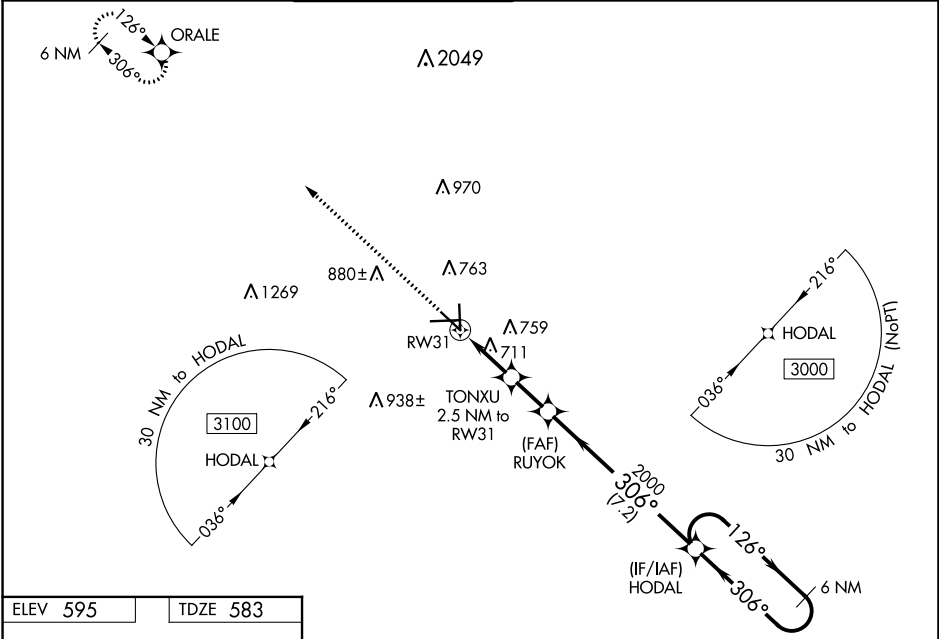 126°
ORALE
6 NM
306°
2049
970
763
880±
1269
216°
HODAL
3000
036°
30 NM to HODAL (NoPT)
RW31
759
711
30 NM to HODAL
3100
216°
HODAL
036°
938±
TONXU
2.5 NM to
RW31
(FAF)
RUYOK
2000
306°
(7.2)
126°
(IF/IAF)
HODAL
306°
6 NM
ELEV 595
TDZE 583